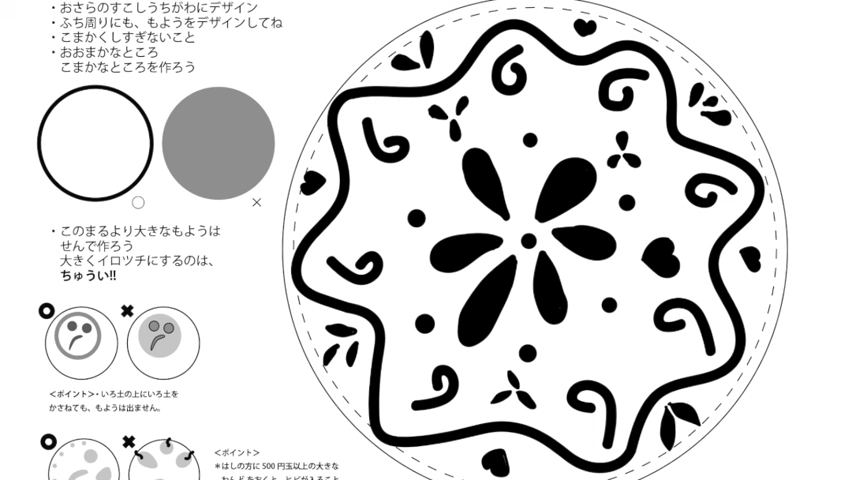 ・おさらのすこしうちがわにデザイン
・ふち周りにも、もようをデザインしてね
・こまかくしすぎないこと
・おおまかなところ
こまかなところを作ろう
・このまるより大きなもようは
せんで作ろう
大きくイロツチにするのは、
ちゅうい!!
<ポイント>・いろ土の上にいろ土を
かさねても、もようは出ません。
<ポイント>
＊はしの方に 500 円玉以上の大きな